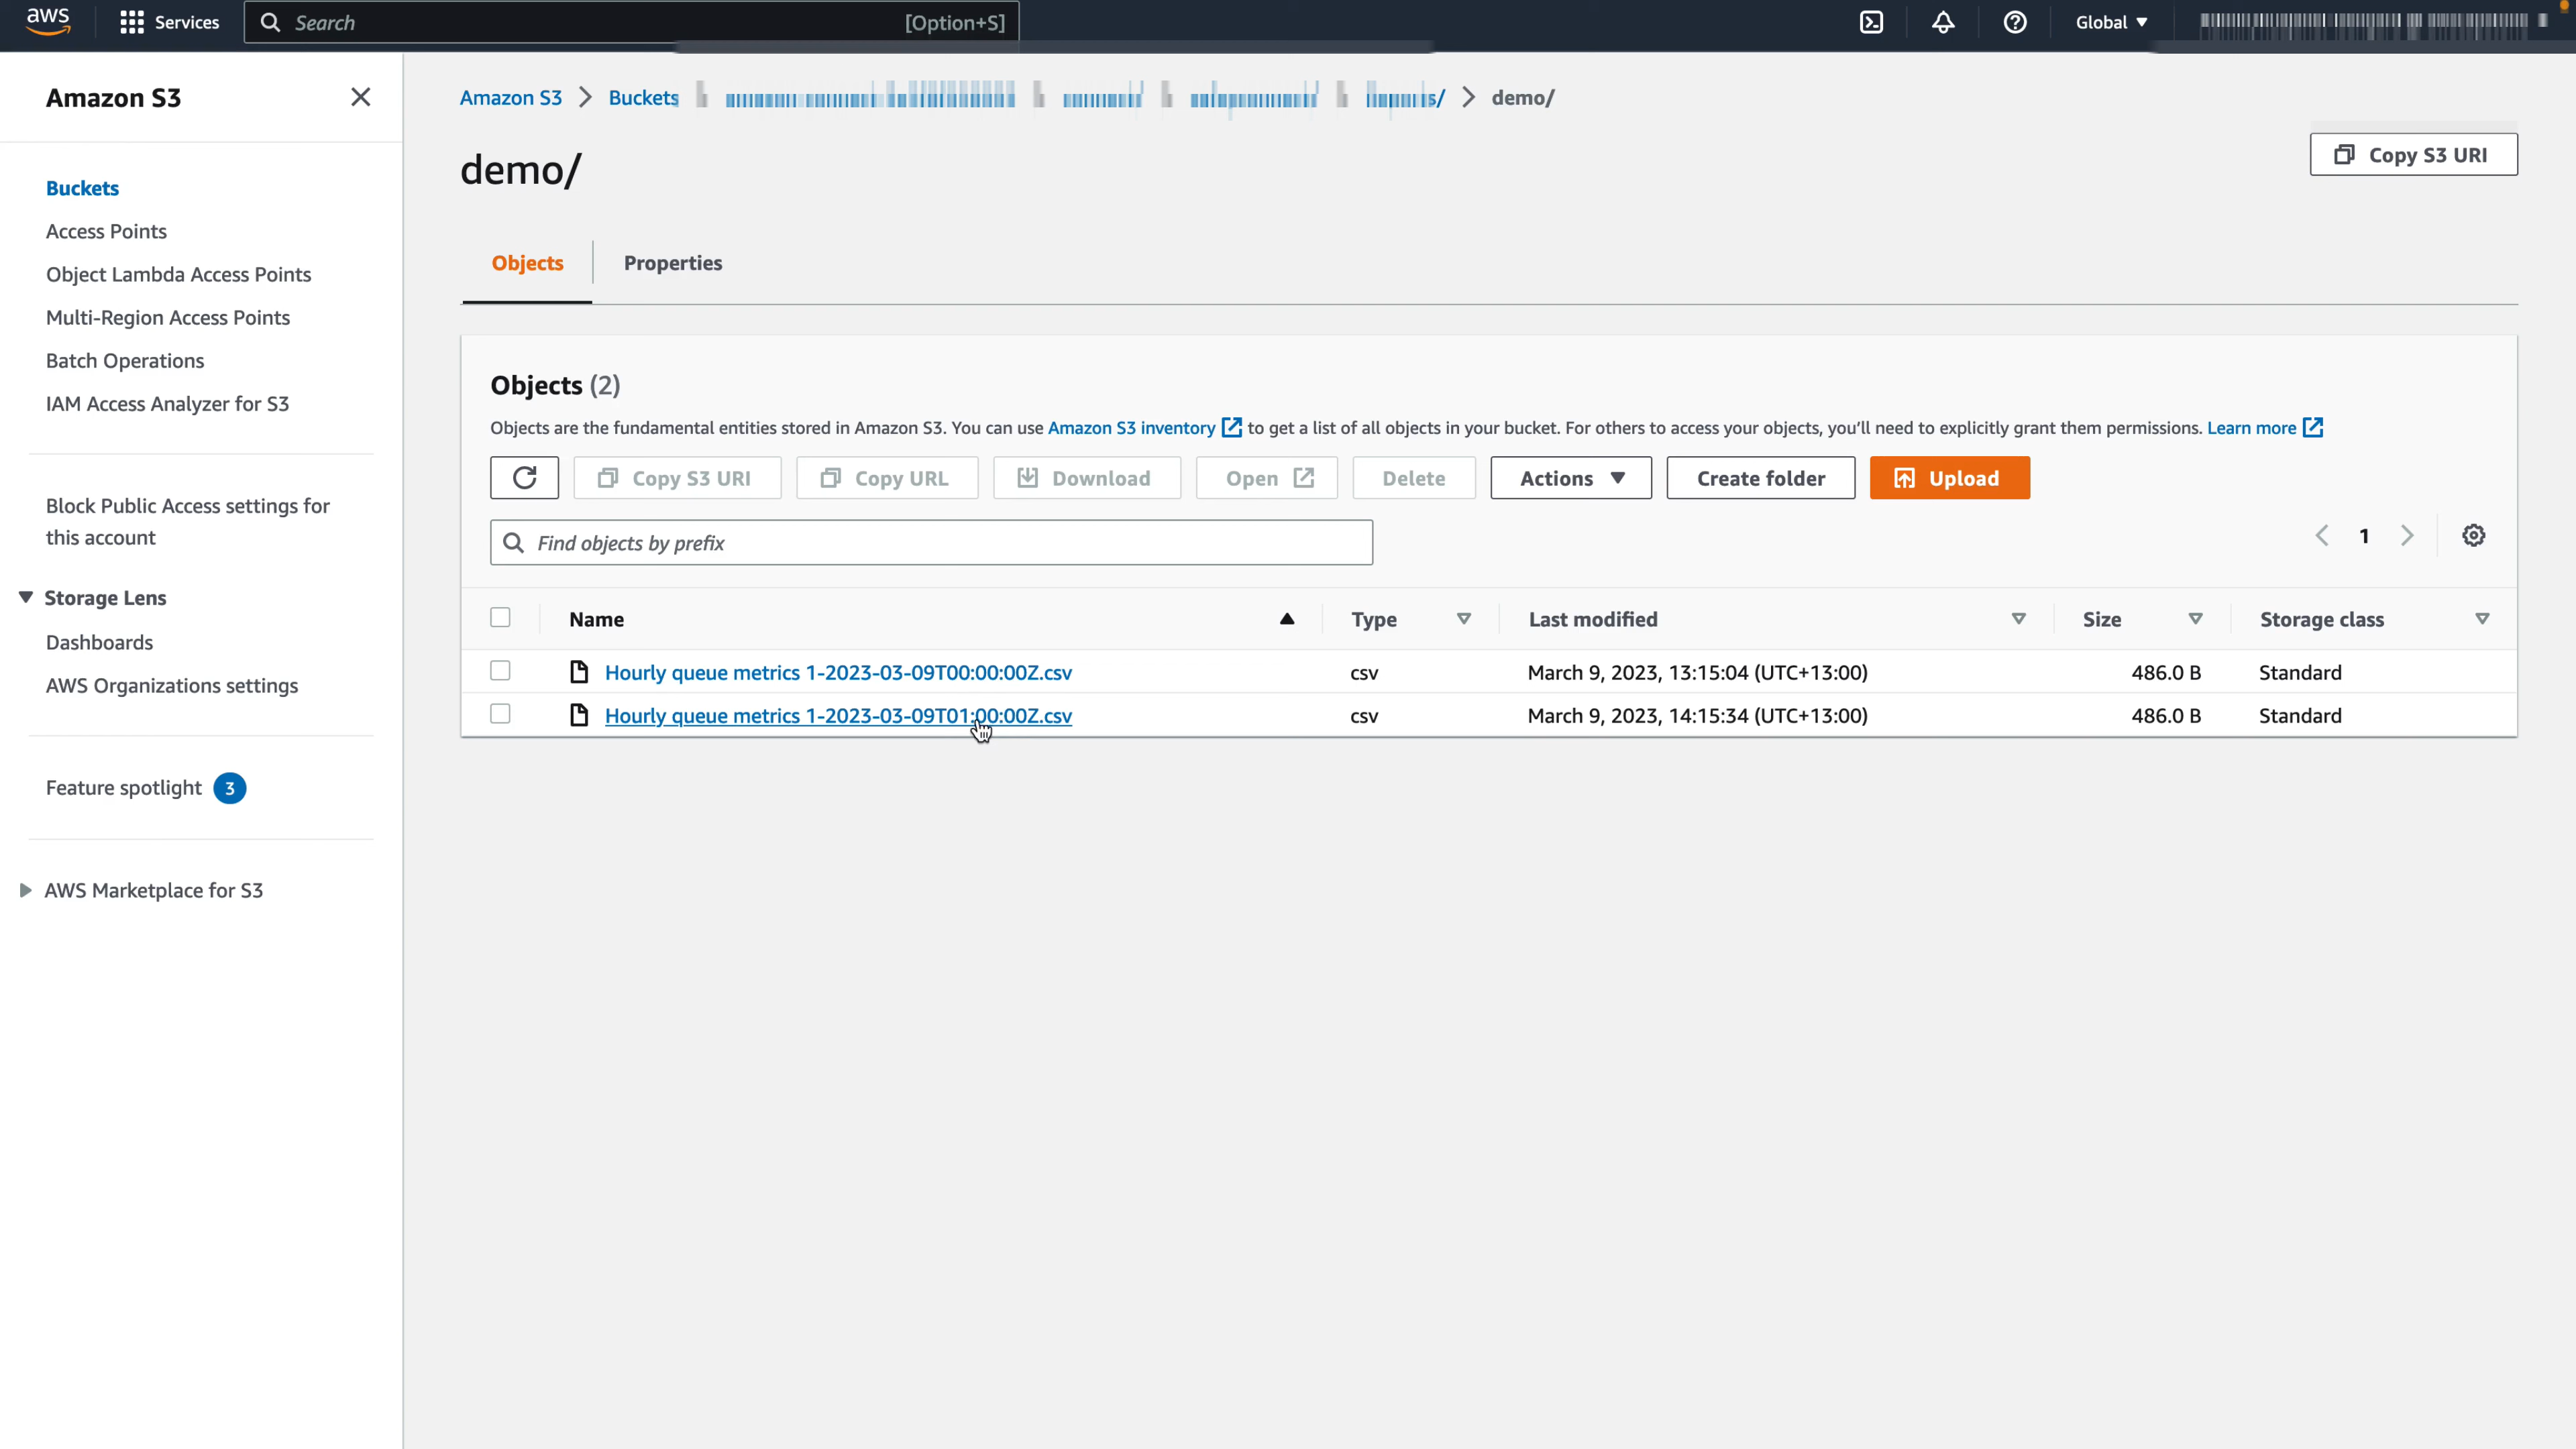 aws Services Search [Option+S] Global
Amazon S3
Buckets
Access Points
Object Lambda Access Points
Multi-Region Access Points
Batch Operations
IAM Access Analyzer for S3
Block Public Access settings for
this account
Storage Lens
Dashboards
AWS Organizations settings
Feature spotlight 3
AWS Marketplace for S3
Amazon S3 Buckets demo/
demo/
Copy S3 URI
Objects Properties
Objects (2)
Objects are the fundamental entities stored in Amazon S3. You can use Amazon S3 inventory to get a list of all objects in your bucket. For others to access your objects, you'll need to explicitly grant them permissions. Learn more
Copy S3 URI Copy URL Download Open Delete Actions Create folder Upload
Find objects by prefix 1
Name Type Last modified Size Storage class
Hourly queue metrics 1-2023-03-09T00:00:00Z.csv csv March 9, 2023, 13:15:04 (UTC+13:00) 486.0 B Standard
Hourly queue metrics 1-2023-03-09T01:00:00Z.csv csv March 9, 2023, 14:15:34 (UTC+13:00) 486.0 B Standard